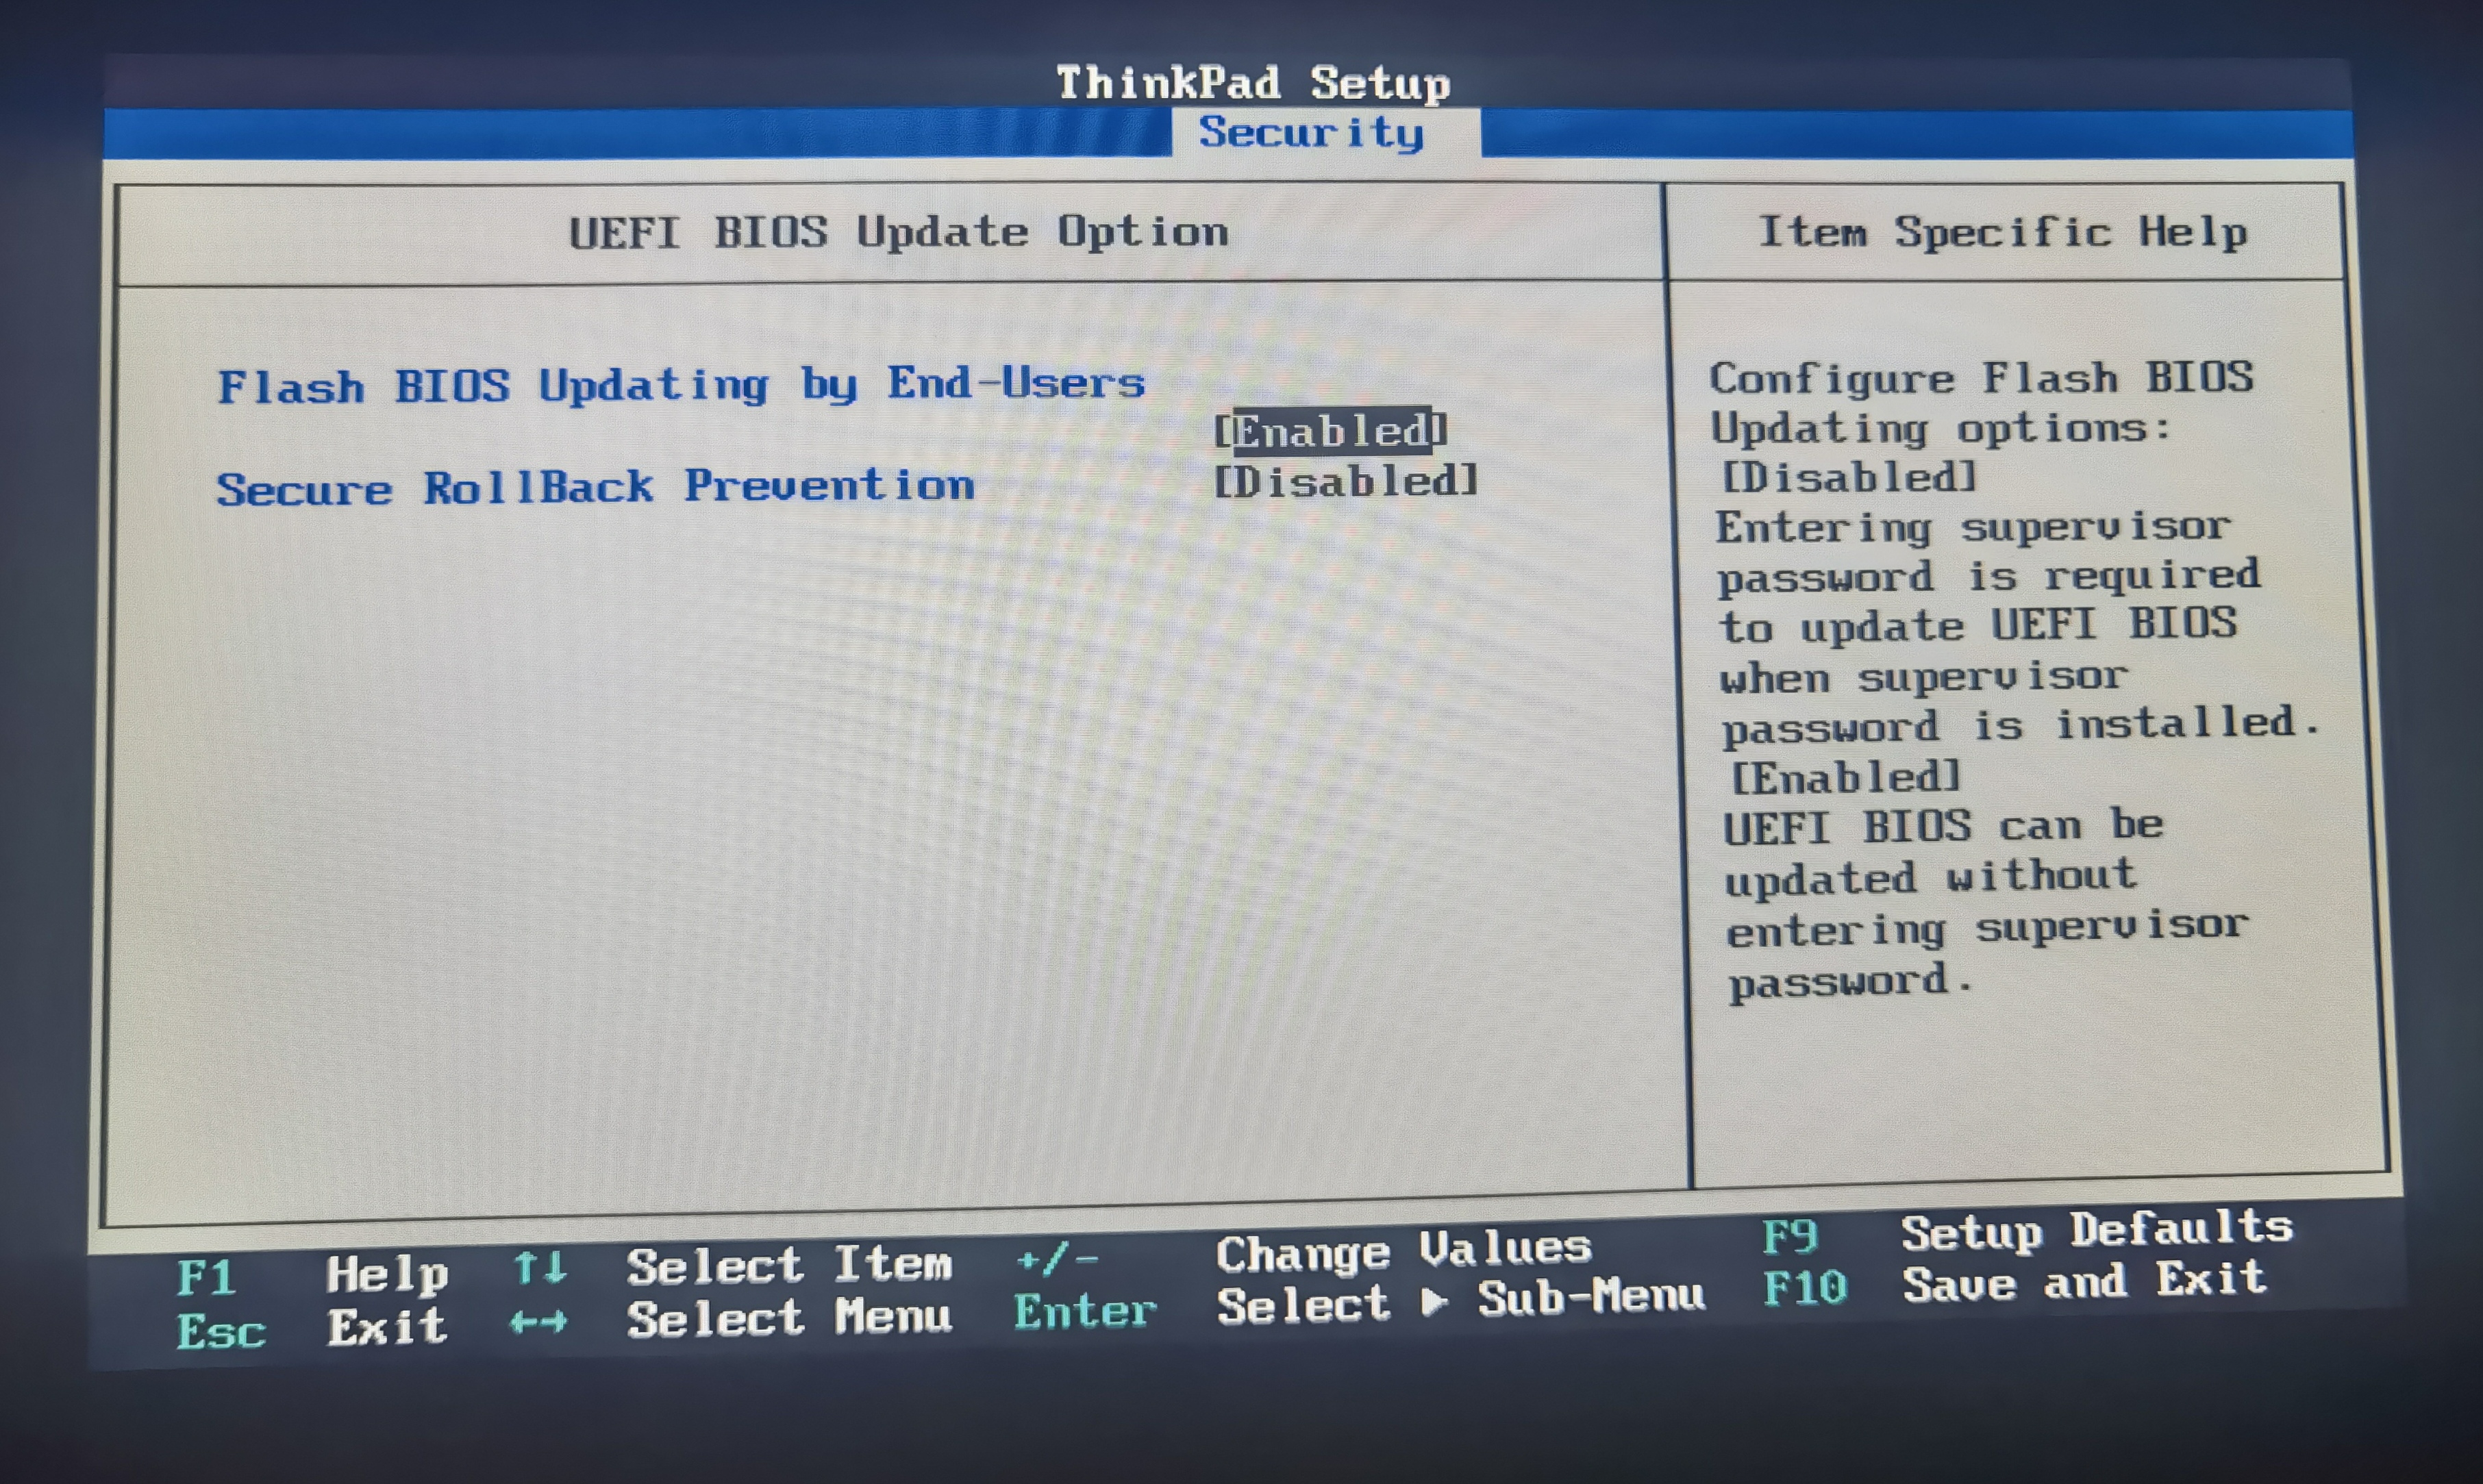 ThinkPad Setup
Security
UEFI BIOS Update Option
Item Specific Help
Flash BIOS Updating by End-Users
[Enabled]
Secure RollBack Prevention [Disabled]
Configure Flash BIOS
Updating options:
[Disabled]
Entering supervisor
password is required
to update UEFI BIOS
when supervisor
password is installed.
[Enabled]
UEFI BIOS can be
updated without
entering supervisor
password.
F1 Help ↑↓ Select Item +/- Change Values F9 Setup Defaults
Esc Exit ←→ Select Menu Enter Select ▶ Sub-Menu F10 Save and Exit